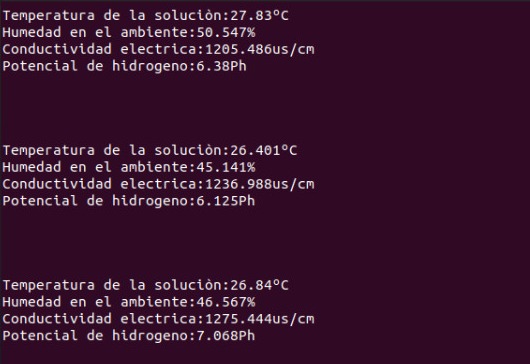 Temperatura de la soluciòn:27.83ºC
Humedad en el ambiente:50.547%
Conductividad electrica:1205.486us/cm
Potencial de hidrogeno:6.38Ph
Temperatura de la soluciòn:26.401ºC
Humedad en el ambiente:45.141%
Conductividad electrica:1236.988us/cm
Potencial de hidrogeno:6.125Ph
Temperatura de la soluciòn:26.84ºC
Humedad en el ambiente:46.567%
Conductividad electrica:1275.444us/cm
Potencial de hidrogeno:7.068Ph